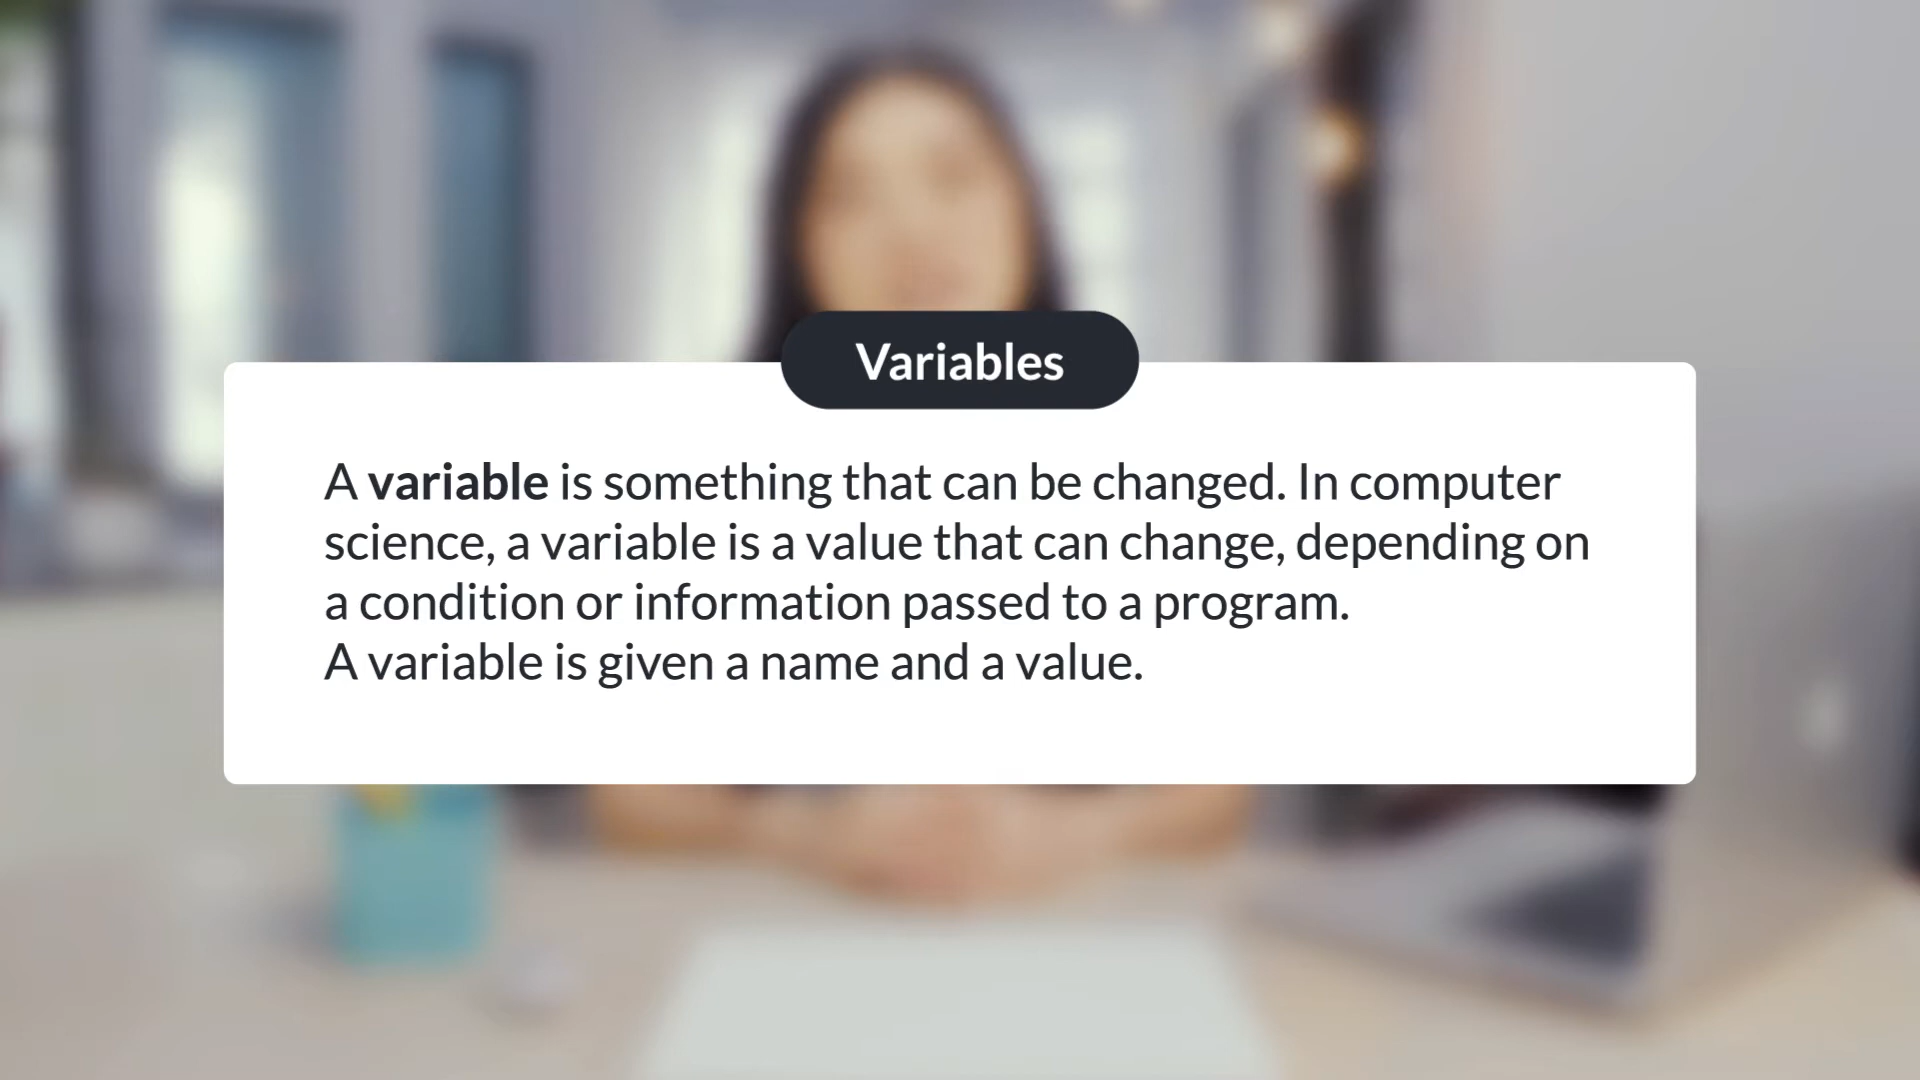 Variables
A variable is something that can be changed. In computer
science, a variable is a value that can change, depending on
a condition or information passed to a program.
A variable is given a name and a value.